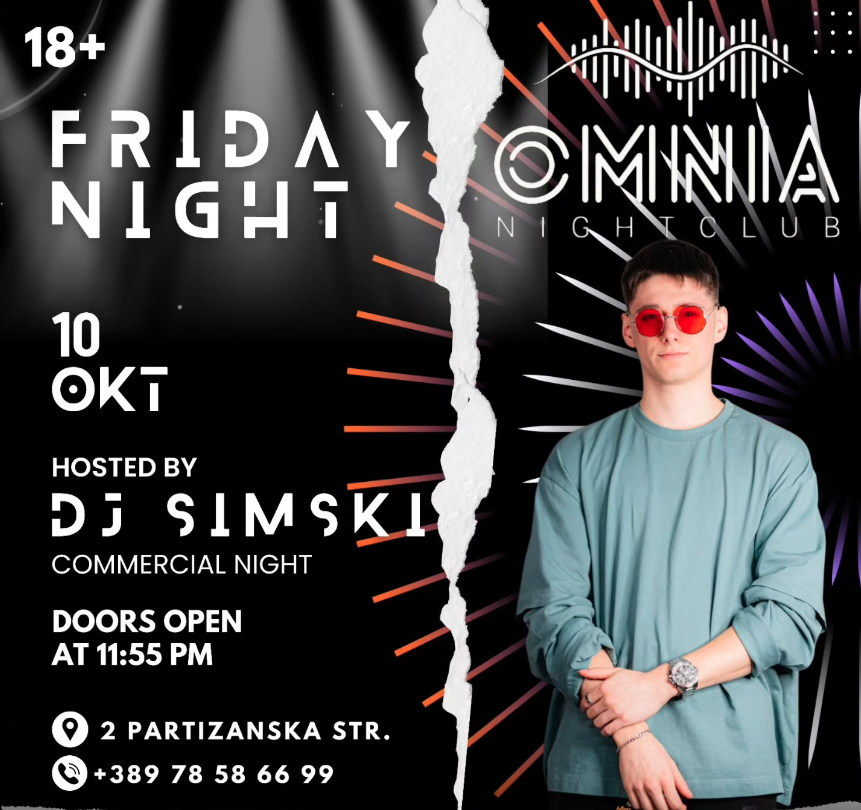 18+
FRIDAY
NIGHT
10
OKT
HOSTED BY
DJ SIMSKI
COMMERCIAL NIGHT
DOORS OPEN
AT 11:55 PM
2 PARTIZANSKA STR.
+389 78 58 66 99
OMNIA
NIGHTCLUB